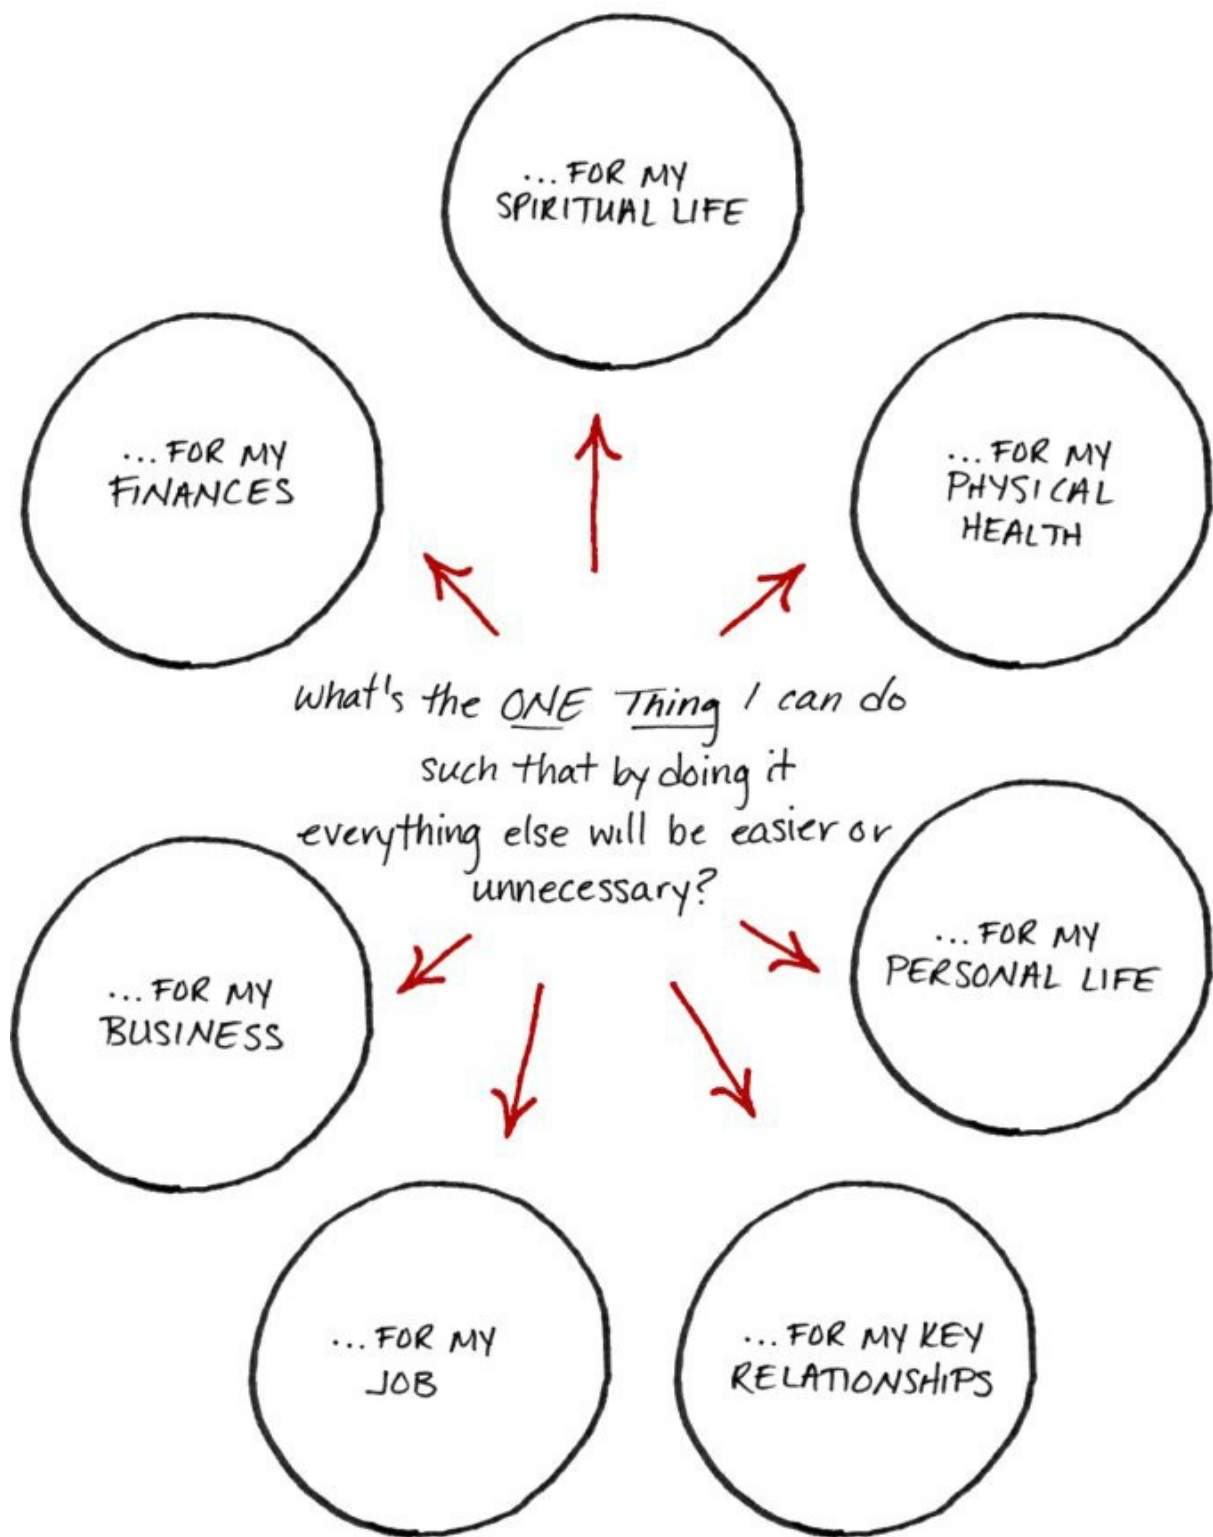 ...FOR MY
SPIRITUAL LIFE
...FOR MY
FINANCES
...FOR MY
PHYSICAL
HEALTH
what's the ONE Thing I can do
such that by doing it
everything else will be easier or
unnecessary?
...FOR MY
BUSINESS
...FOR MY
PERSONAL LIFE
...FOR MY
JOB
...FOR MY KEY
RELATIONSHIPS